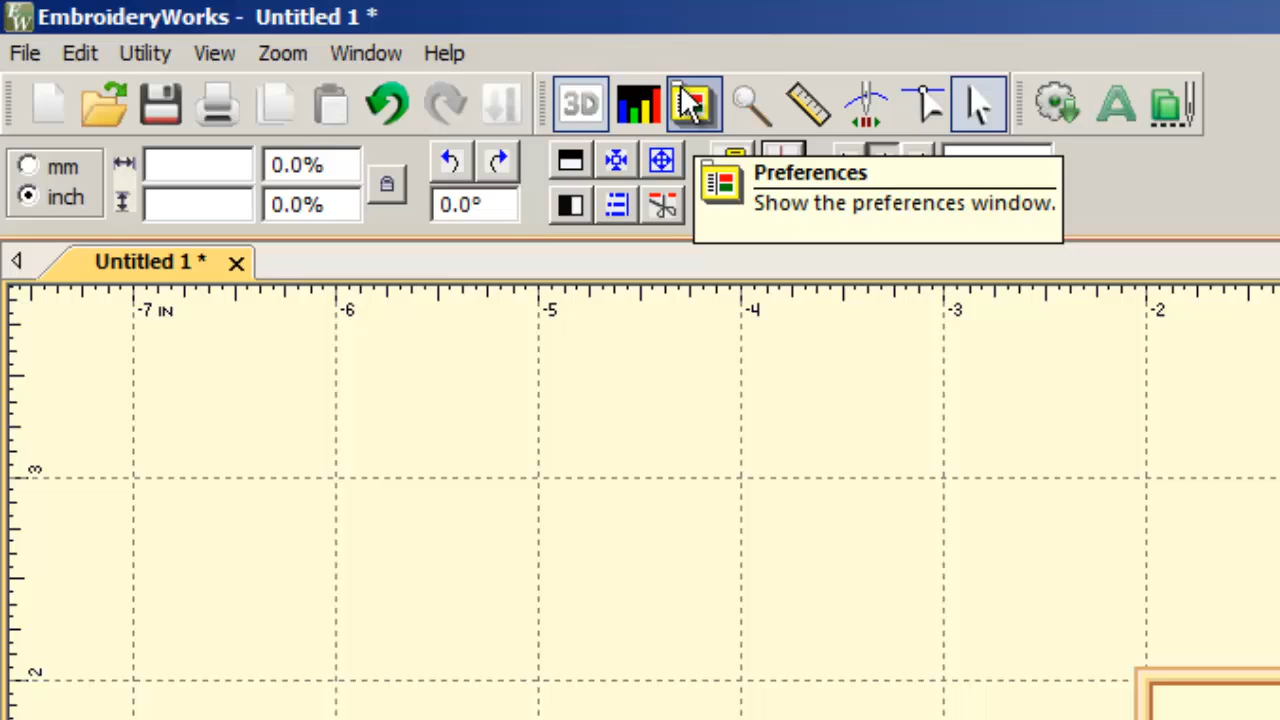 EmbroideryWorks - Untitled 1 *
File Edit Utility View Zoom Window Help
3D
mm 0.0%
inch 0.0% 0.0°
Preferences
Show the preferences window.
Untitled 1 *
-7 IN -6 -5 -4 -3 -2
3
2